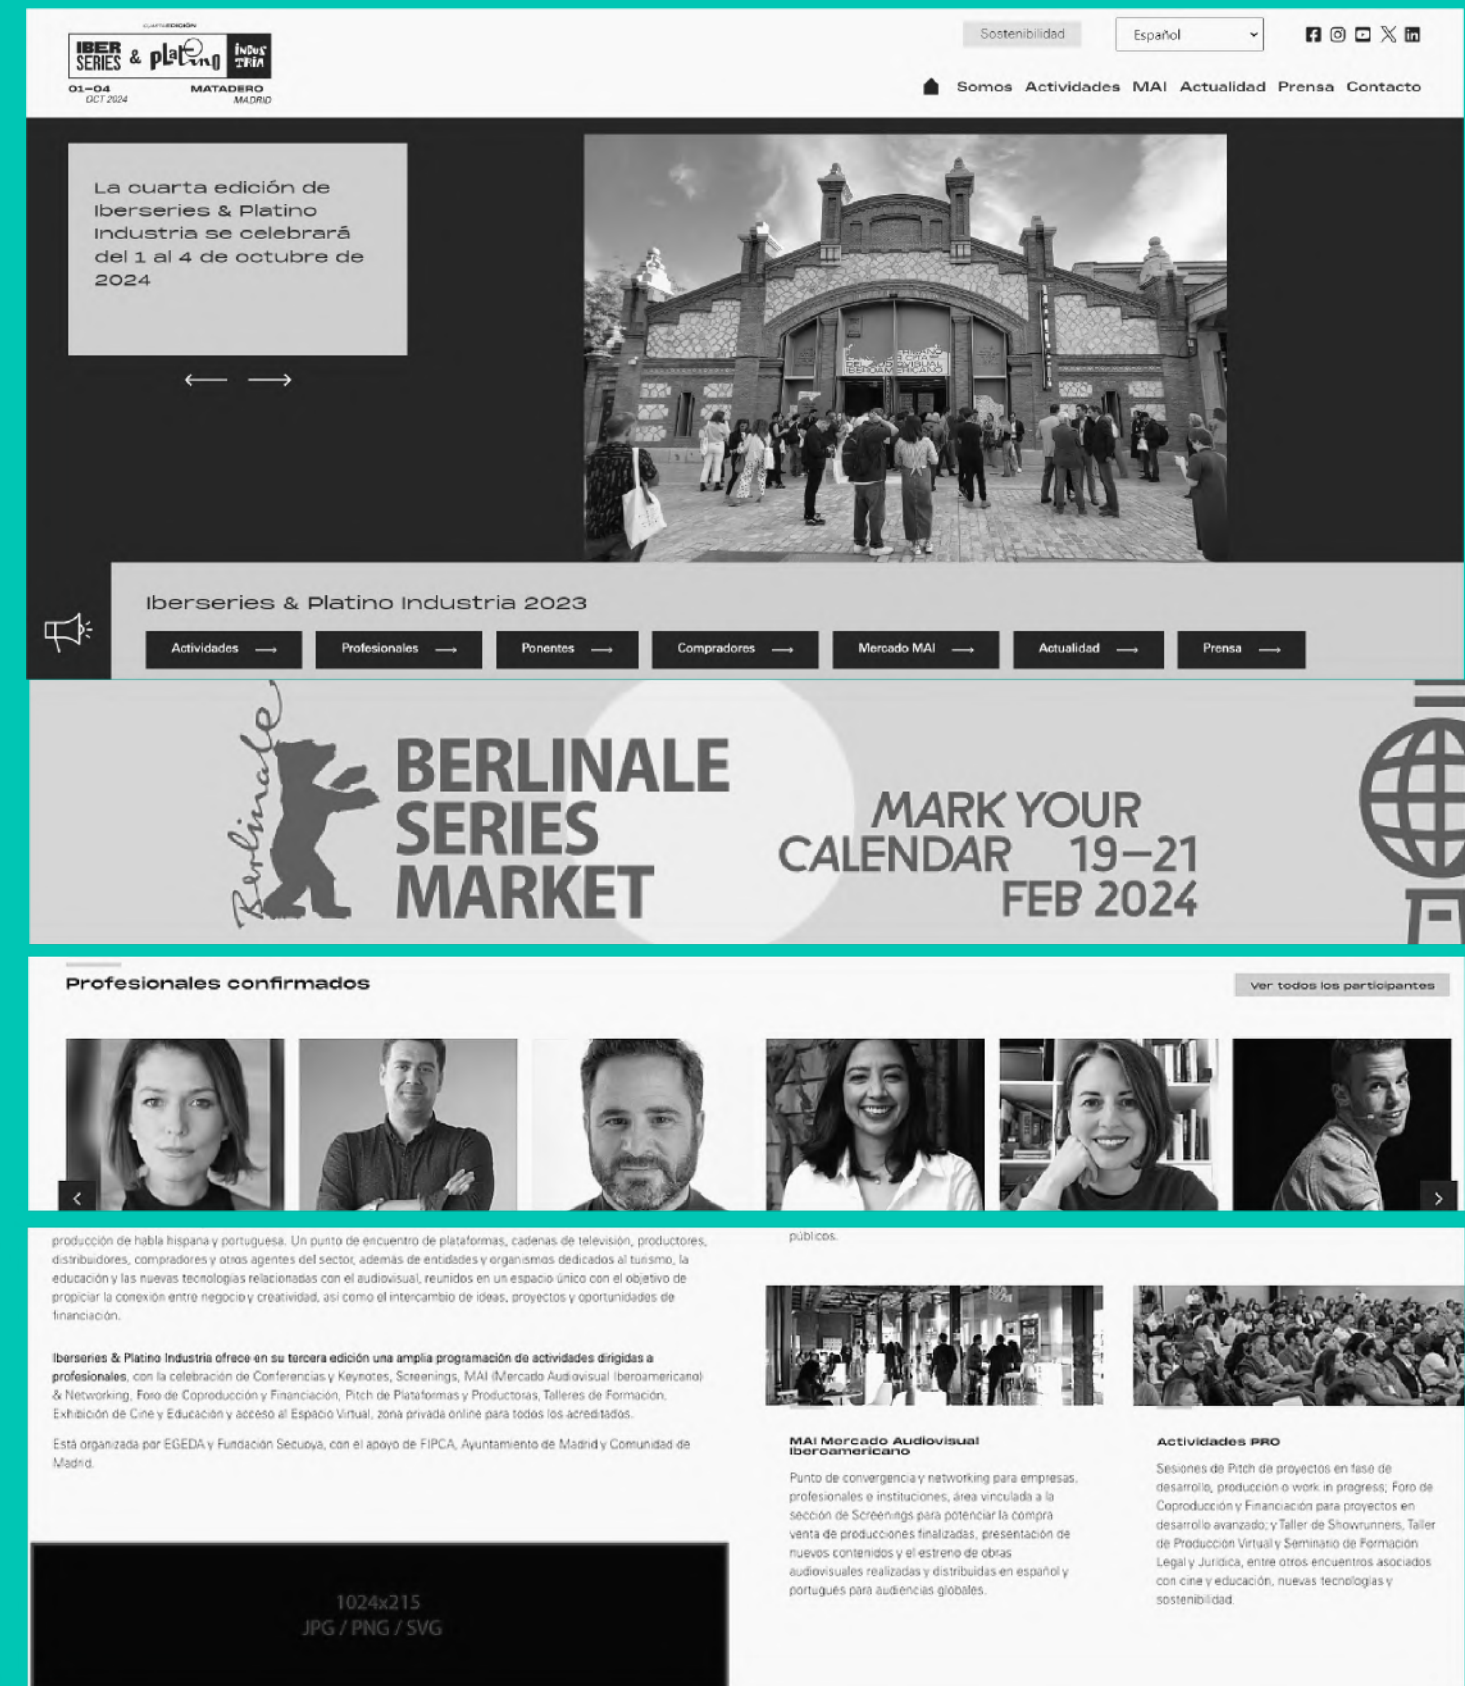 CUARTAEDICIÓN
IBER
SERIES & platino INDUS
TRIA
01–04 MATADERO
OCT 2024 MADRID
Sostenibilidad
Español
Somos Actividades MAI Actualidad Prensa Contacto
La cuarta edición de
Iberseries & Platino
Industria se celebrará
del 1 al 4 de octubre de
2024
IBEROAMERICANO
Iberseries & Platino Industria 2023
Actividades
Profesionales
Ponentes
Compradores
Mercado MAI
Actualidad
Prensa
Berlinale
BERLINALE
SERIES
MARKET
MARK YOUR
CALENDAR 19–21
FEB 2024
Profesionales confirmados
Ver todos los participantes
producción de habla hispana y portuguesa. Un punto de encuentro de plataformas, cadenas de televisión, productores,
distribuidores, compradores y otros agentes del sector, además de entidades y organismos dedicados al turismo, la
educación y las nuevas tecnologías relacionadas con el audiovisual, reunidos en un espacio único con el objetivo de
propiciar la conexión entre negocio y creatividad, así como el intercambio de ideas, proyectos y oportunidades de
financiación.
Iberseries & Platino Industria ofrece en su tercera edición una amplia programación de actividades dirigidas a
profesionales, con la celebración de Conferencias y Keynotes, Screenings, MAI (Mercado Audiovisual Iberoamericano)
& Networking, Foro de Coproducción y Financiación, Pitch de Plataformas y Productoras, Talleres de Formación,
Exhibición de Cine y Educación y acceso al Espacio Virtual, zona privada online para todos los acreditados.
Está organizada por EGEDA y Fundación Secuoya, con el apoyo de FIPCA, Ayuntamiento de Madrid y Comunidad de
Madrid.
1024x215
JPG / PNG / SVG
públicos.
MAI Mercado Audiovisual
Iberoamericano
Punto de convergencia y networking para empresas,
profesionales e instituciones, área vinculada a la
sección de Screenings para potenciar la compra
venta de producciones finalizadas, presentación de
nuevos contenidos y el estreno de obras
audiovisuales realizadas y distribuidas en español y
portugués para audiencias globales.
Actividades PRO
Sesiones de Pitch de proyectos en fase de
desarrollo, producción o work in progress; Foro de
Coproducción y Financiación para proyectos en
desarrollo avanzado; y Taller de Showrunners, Taller
de Producción Virtual y Seminario de Formación
Legal y Jurídica, entre otros encuentros asociados
con cine y educación, nuevas tecnologías y
sostenibilidad.